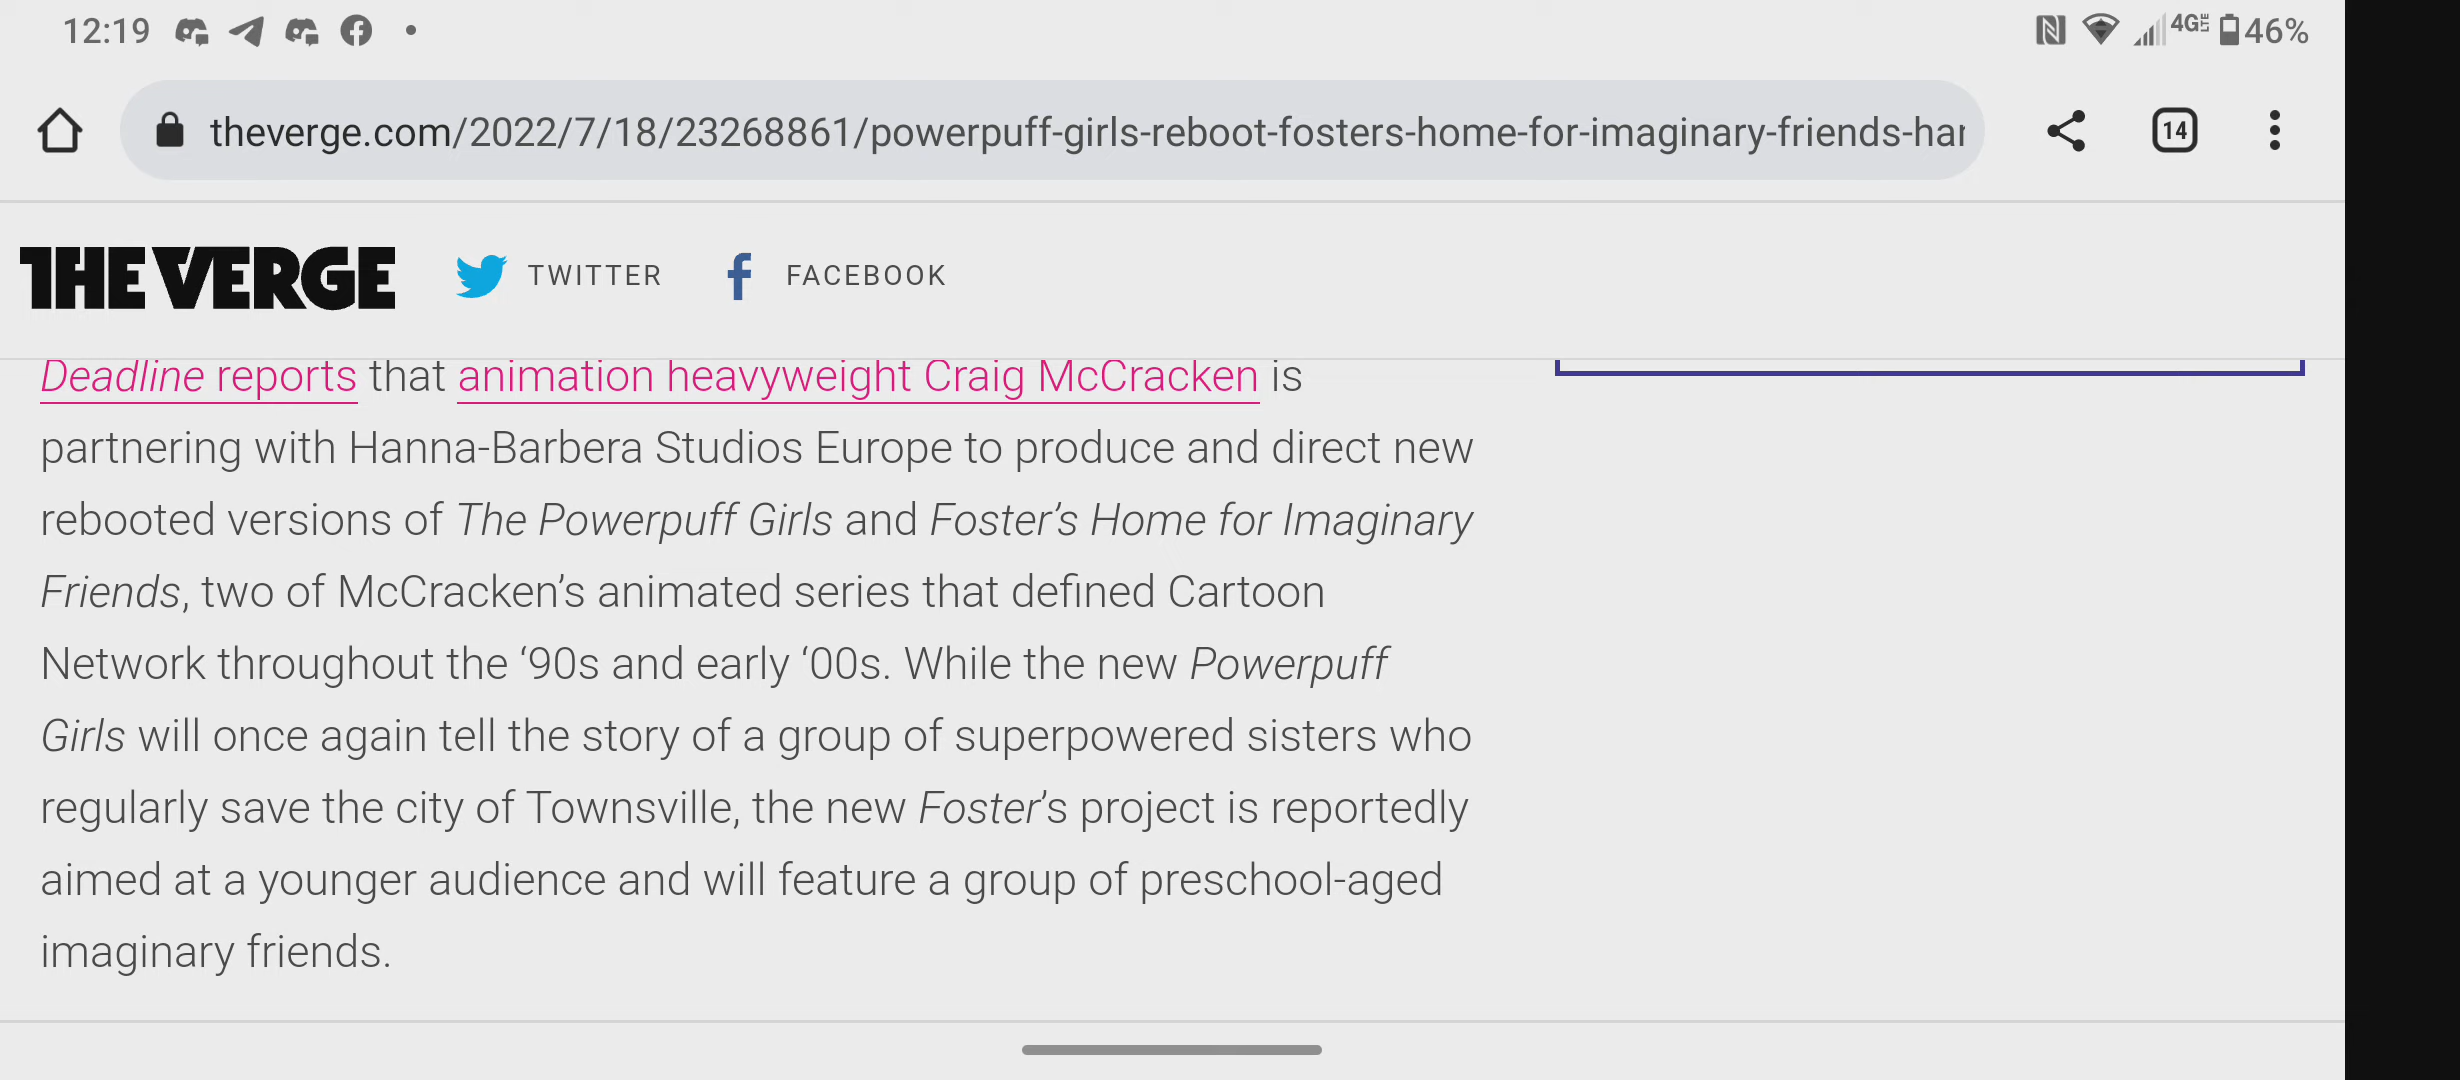 12:19
4G LTE 46%
theverge.com/2022/7/18/23268861/powerpuff-girls-reboot-fosters-home-for-imaginary-friends-har
14
THE VERGE TWITTER FACEBOOK
Deadline reports that animation heavyweight Craig McCracken is
partnering with Hanna-Barbera Studios Europe to produce and direct new
rebooted versions of The Powerpuff Girls and Foster’s Home for Imaginary
Friends, two of McCracken’s animated series that defined Cartoon
Network throughout the ‘90s and early ‘00s. While the new Powerpuff
Girls will once again tell the story of a group of superpowered sisters who
regularly save the city of Townsville, the new Foster’s project is reportedly
aimed at a younger audience and will feature a group of preschool-aged
imaginary friends.